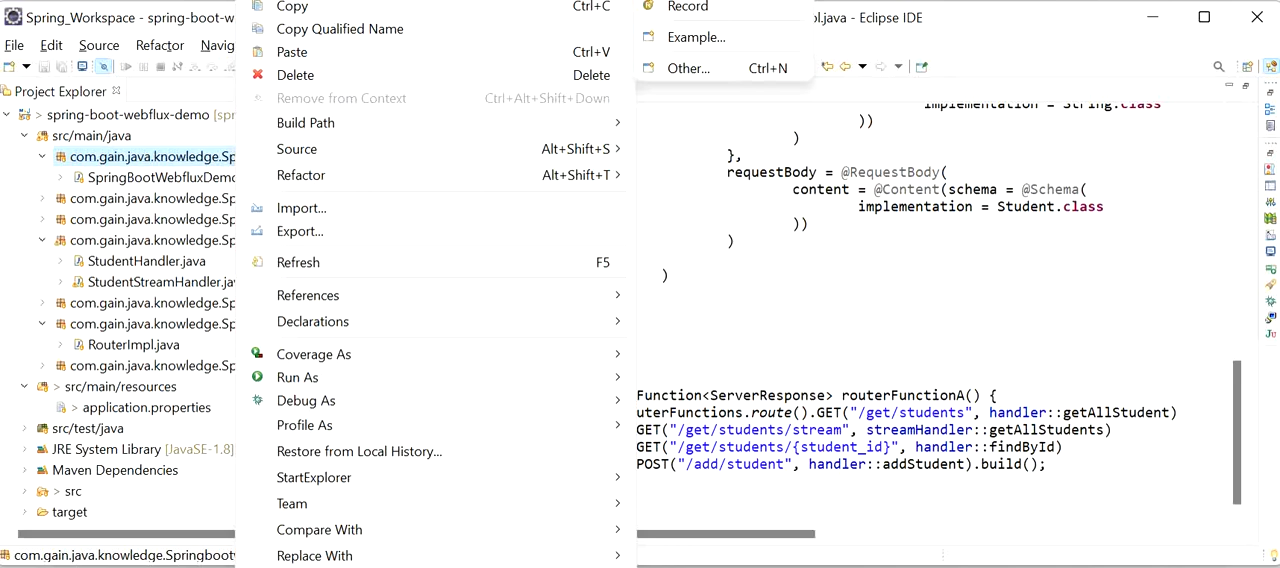 Spring_Workspace - spring-boot-w
l.java - Eclipse IDE
File Edit Source Refactor Navig
Project Explorer
> spring-boot-webflux-demo [spr
src/main/java
com.gain.java.knowledge.Sp
SpringBootWebfluxDemo
com.gain.java.knowledge.Sp
com.gain.java.knowledge.Sp
com.gain.java.knowledge.Sp
StudentHandler.java
StudentStreamHandler.jav
com.gain.java.knowledge.Sp
com.gain.java.knowledge.Sp
RouterImpl.java
com.gain.java.knowledge.Sp
> src/main/resources
> application.properties
src/test/java
JRE System Library [JavaSE-1.8]
Maven Dependencies
> src
target
com.gain.java.knowledge.Springbootw
Copy Ctrl+C
Copy Qualified Name
Paste Ctrl+V
Delete Delete
Remove from Context Ctrl+Alt+Shift+Down
Build Path
Source Alt+Shift+S
Refactor Alt+Shift+T
Import...
Export...
Refresh F5
References
Declarations
Coverage As
Run As
Debug As
Profile As
Restore from Local History...
StartExplorer
Team
Compare With
Replace With
Record
Example...
Other... Ctrl+N
implementation = String.class
))
)
},
requestBody = @RequestBody(
content = @Content(schema = @Schema(
implementation = Student.class
))
)
)
Function<ServerResponse> routerFunctionA() {
uterFunctions.route().GET("/get/students", handler::getAllStudent)
GET("/get/students/stream", streamHandler::getAllStudents)
GET("/get/students/{student_id}", handler::findById)
POST("/add/student", handler::addStudent).build();